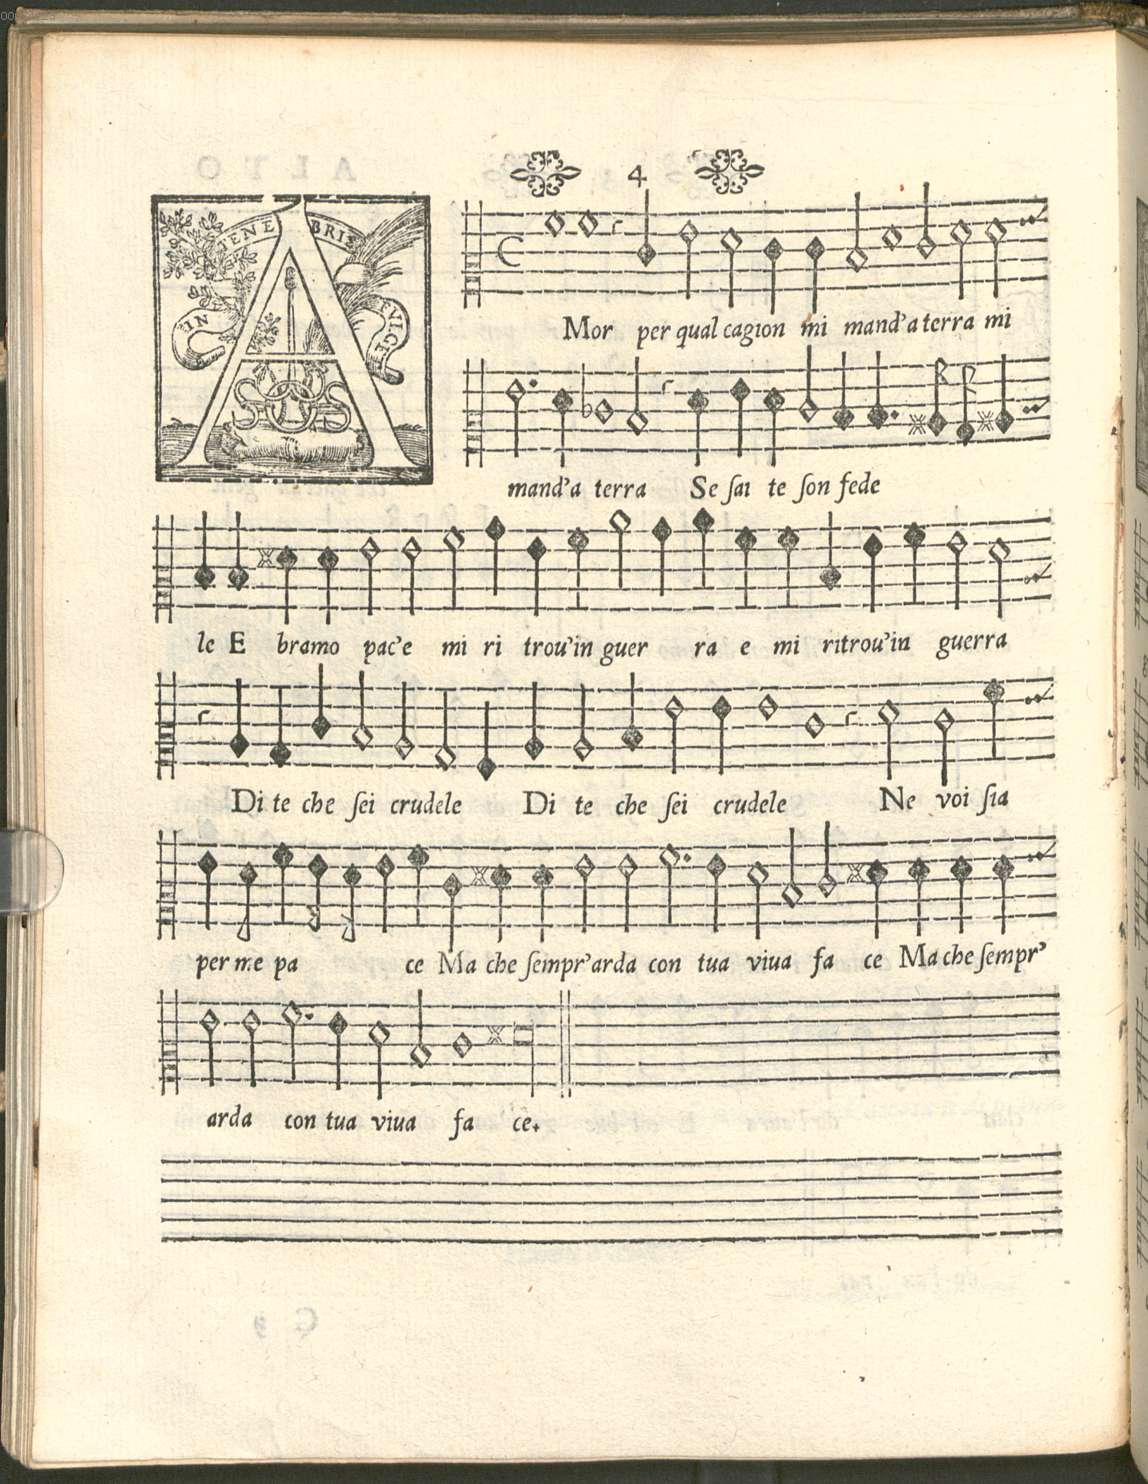 4
IN TENEBRIS FVLGET
A
Mor per qual cagion mi mand'a terra mi
mand'a terra Se ſai te ſon fede
le E bramo pac'e mi ri trou'in guer ra e mi ritrou'in guerra
Di te che ſei crudele Di te che ſei crudele Ne voi ſia
per me pa ce Ma che ſempr'arda con tua viua fa ce Ma che ſempr'
arda con tua viua fa ce.